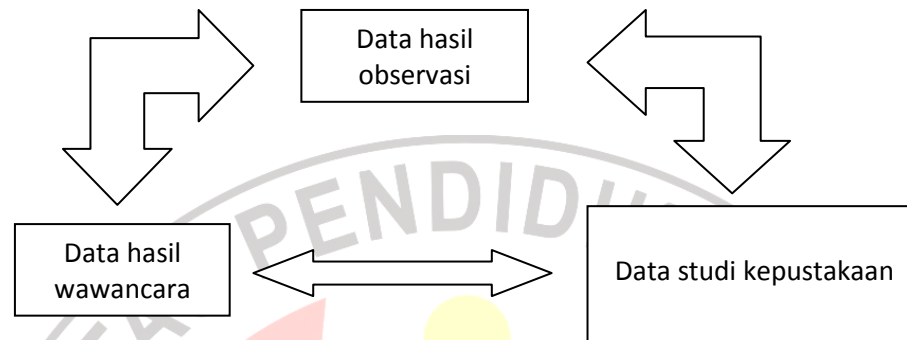 Data hasil
observasi
PENDIDI
Data hasil
wawancara
Data studi kepustakaan